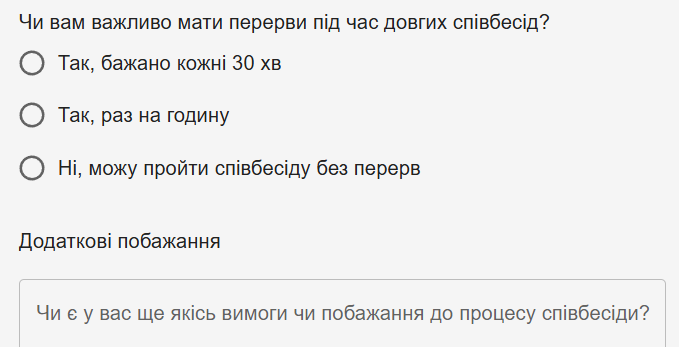 Чи вам важливо мати перерви під час довгих співбесід?
Так, бажано кожні 30 хв
Так, раз на годину
Ні, можу пройти співбесіду без перерв
Додаткові побажання
Чи є у вас ще якісь вимоги чи побажання до процесу співбесіди?